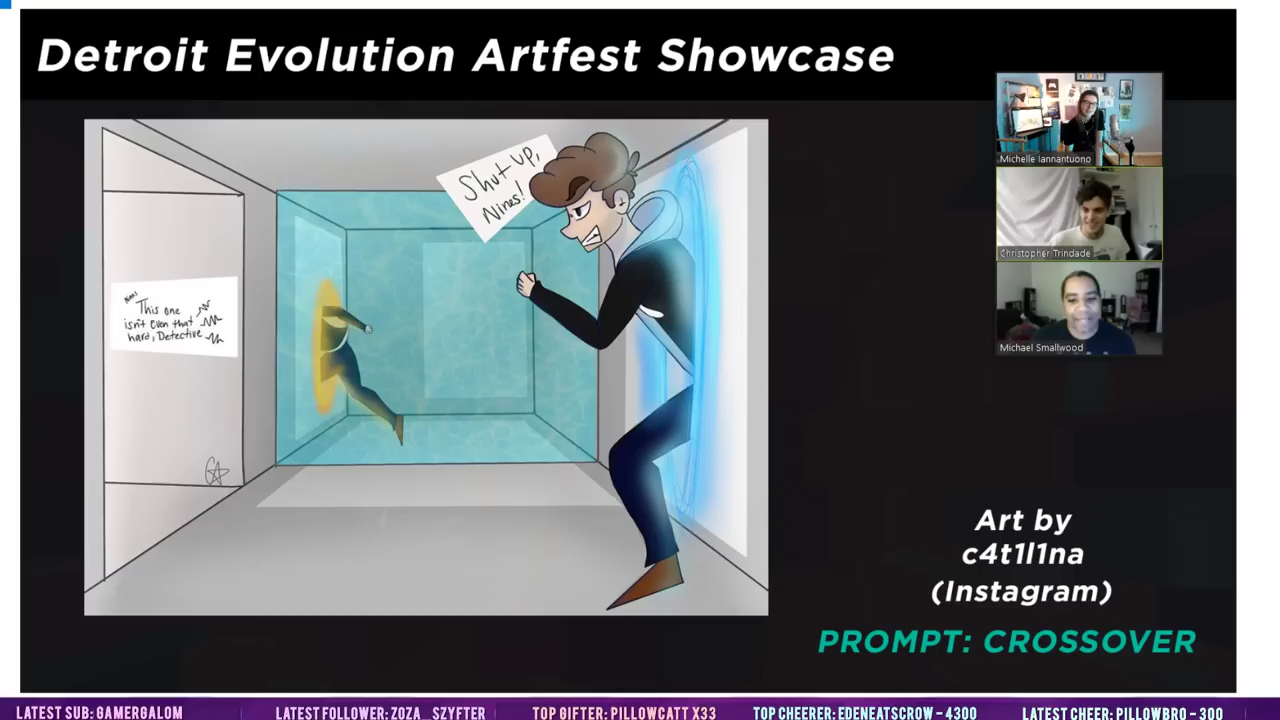 Detroit Evolution Artfest Showcase
Shut up,
Nines!
Nines
This one
isn't even that
hard, Detective
Michelle Iannantuono
Christopher Trindade
Michael Smallwood
Art by
c4t1l1na
(Instagram)
PROMPT: CROSSOVER
LATEST SUB: GAMERGALOM
LATEST FOLLOWER: ZOZA_SZYFTER
TOP GIFTER: PILLOWCATT X33
TOP CHEERER: EDENEATSCROW - 4300
LATEST CHEER: PILLOWBRO - 300